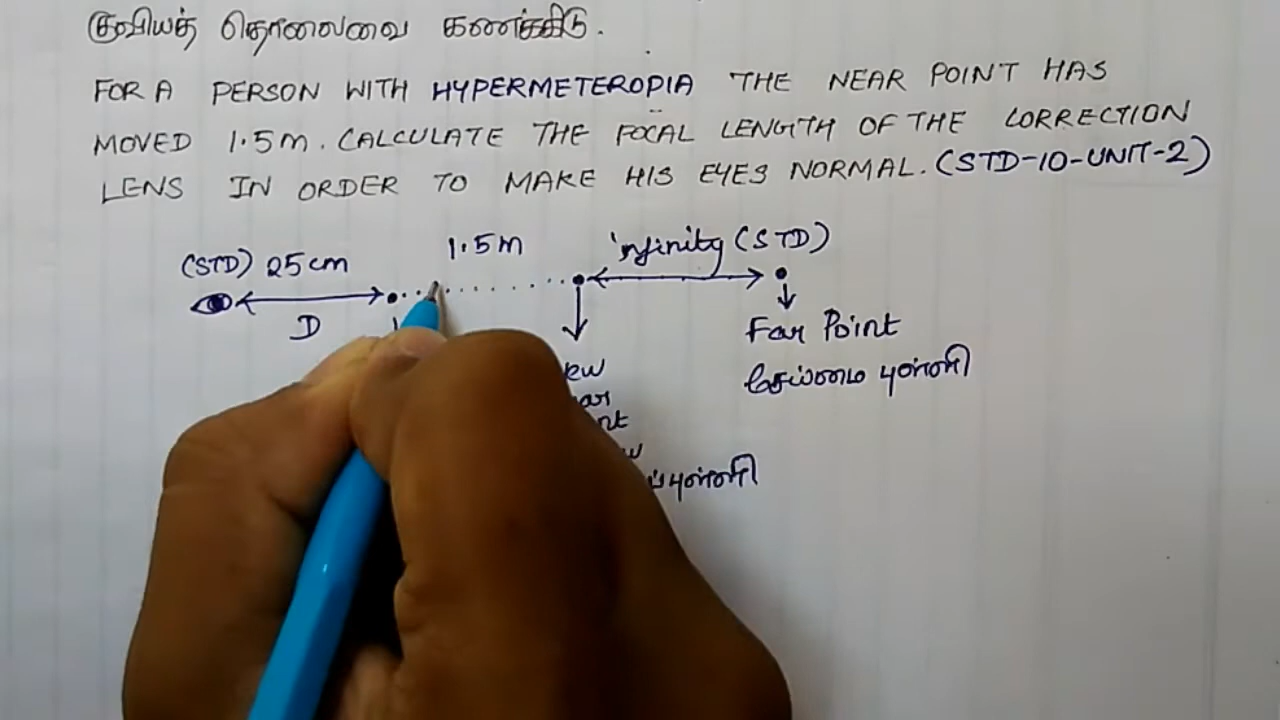 குவியத் தொலைவை கணக்கிடு.
FOR A PERSON WITH HYPERMETEROPIA THE NEAR POINT HAS
MOVED 1.5m. CALCULATE THE FOCAL LENGTH OF THE CORRECTION
LENS IN ORDER TO MAKE HIS EYES NORMAL. (STD-10-UNIT-2)
(STD) 25cm
1.5m
infinity (STD)
D
Far Point
சேய்மை புள்ளி